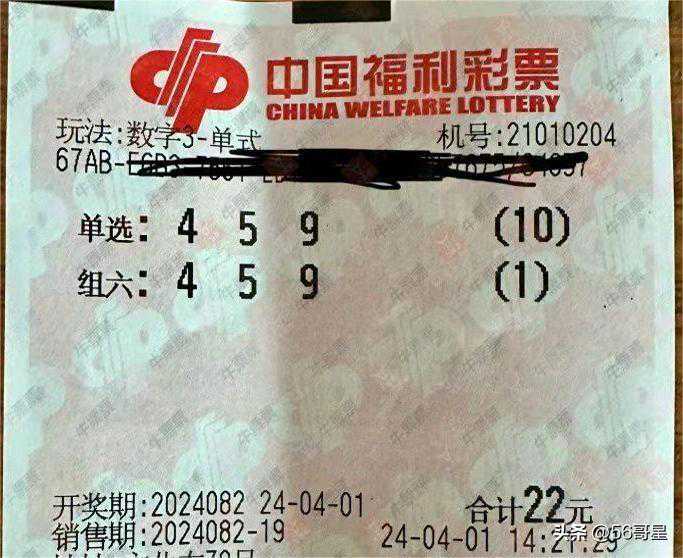 中国福利彩票
CHINA WELFARE LOTTERY
玩法:数字3-单式 机号:21010204
67AB-
单选: 4 5 9 (10)
组六: 4 5 9 (1)
开奖期:2024082 24-04-01 合计22元
销售期:2024082-19 24-04-01 14:21:29
头条 @56哥星